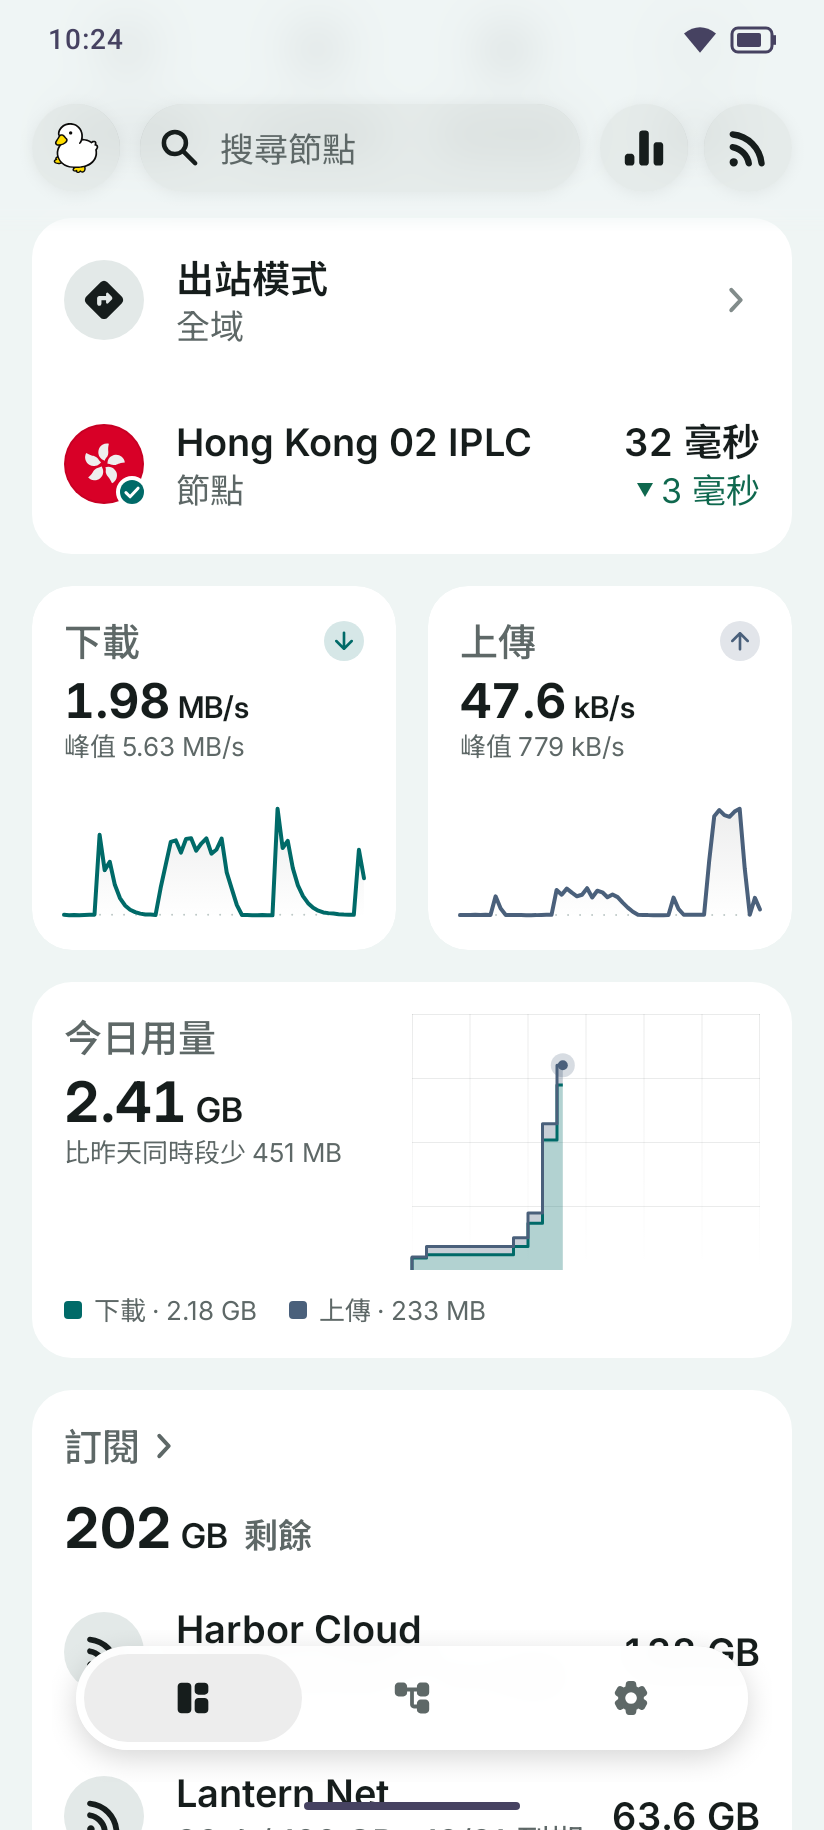 10:24
搜尋節點
出站模式
全域
Hong Kong 02 IPLC
32 毫秒
節點
▼3 毫秒
下載
1.98 MB/s
峰值 5.63 MB/s
上傳
47.6 kB/s
峰值 779 kB/s
今日用量
2.41 GB
比昨天同時段少 451 MB
下載 · 2.18 GB
上傳 · 233 MB
訂閱
202 GB 剩餘
Harbor Cloud
GB
Lantern Net
63.6 GB